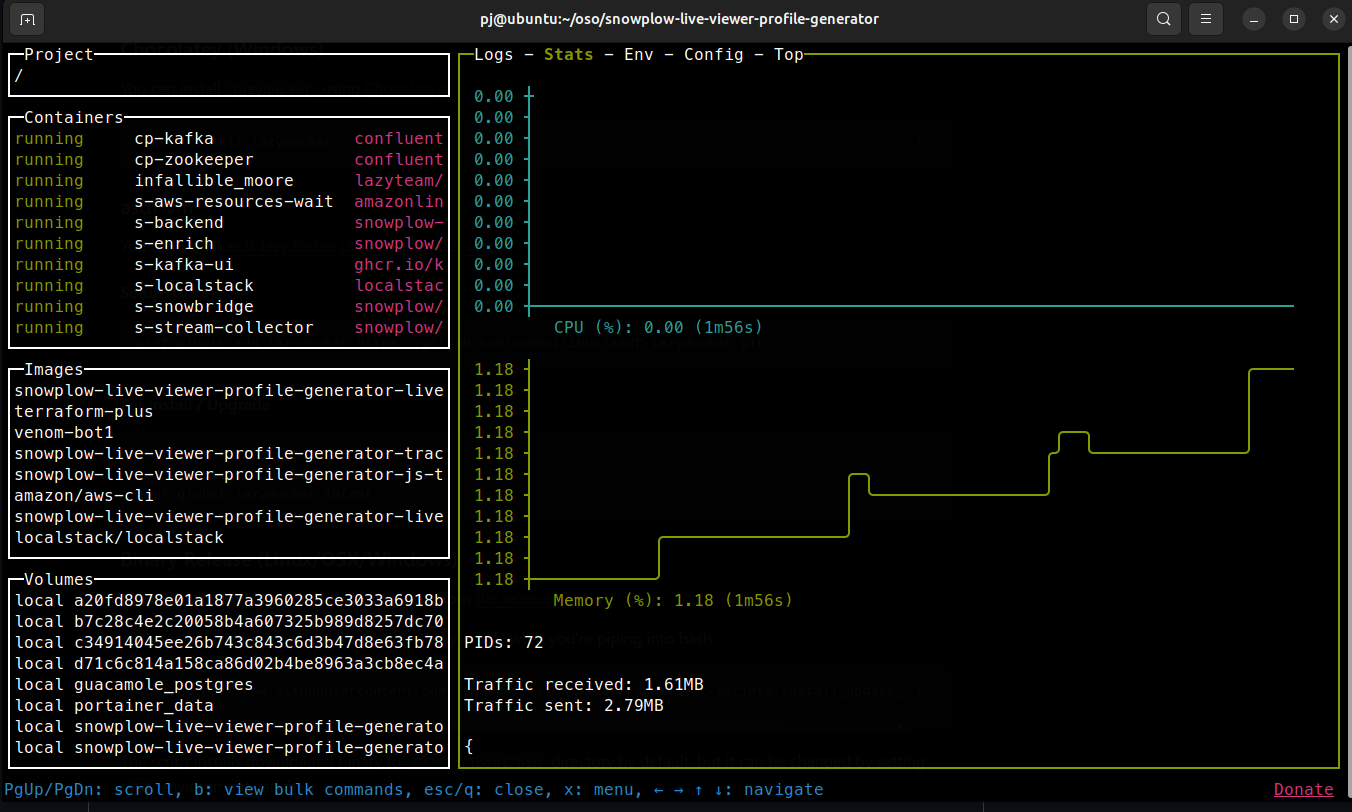 pj@ubuntu:~/oso/snowplow-live-viewer-profile-generator
Project
/
Containers
running cp-kafka confluent
running cp-zookeeper confluent
running infallible_moore lazyteam/
running s-aws-resources-wait amazonlin
running s-backend snowplow-
running s-enrich snowplow/
running s-kafka-ui ghcr.io/k
running s-localstack localstac
running s-snowbridge snowplow/
running s-stream-collector snowplow/
Images
snowplow-live-viewer-profile-generator-live
terraform-plus
venom-bot1
snowplow-live-viewer-profile-generator-trac
snowplow-live-viewer-profile-generator-js-t
amazon/aws-cli
snowplow-live-viewer-profile-generator-live
localstack/localstack
Volumes
local a20fd8978e01a1877a3960285ce3033a6918b
local b7c28c4e2c20058b4a607325b989d8257dc70
local c34914045ee26b743c843c6d3b47d8e63fb78
local d71c6c814a158ca86d02b4be8963a3cb8ec4a
local guacamole_postgres
local portainer_data
local snowplow-live-viewer-profile-generato
local snowplow-live-viewer-profile-generato
Logs - Stats - Env - Config - Top
0.00
0.00
0.00
0.00
0.00
0.00
0.00
0.00
0.00
0.00
0.00
CPU (%): 0.00 (1m56s)
1.18
1.18
1.18
1.18
1.18
1.18
1.18
1.18
1.18
1.18
1.18
Memory (%): 1.18 (1m56s)
PIDs: 72
Traffic received: 1.61MB
Traffic sent: 2.79MB
{
PgUp/PgDn: scroll, b: view bulk commands, esc/q: close, x: menu, ← → ↑ ↓: navigate
Donate